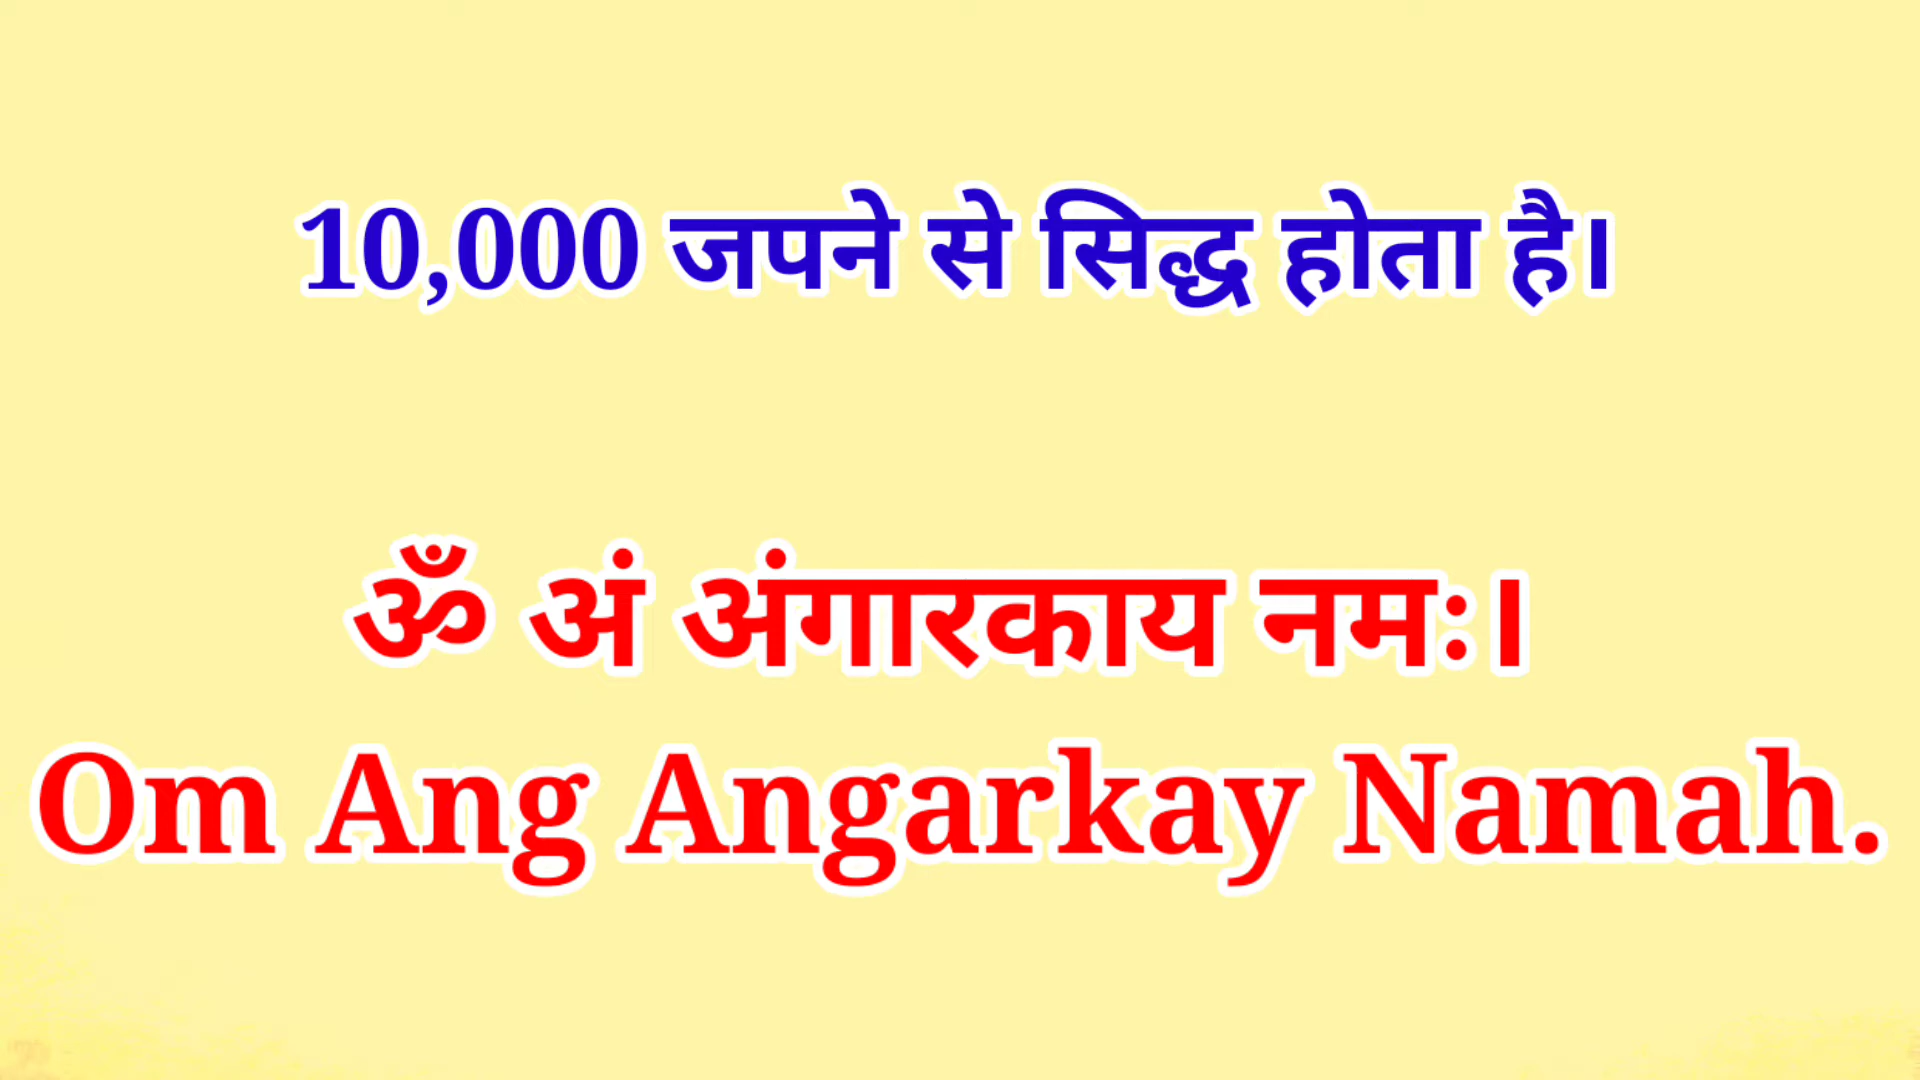 10,000 जपने से सिद्ध होता है।
ॐ अं अंगारकाय नमः।
Om Ang Angarkay Namah.